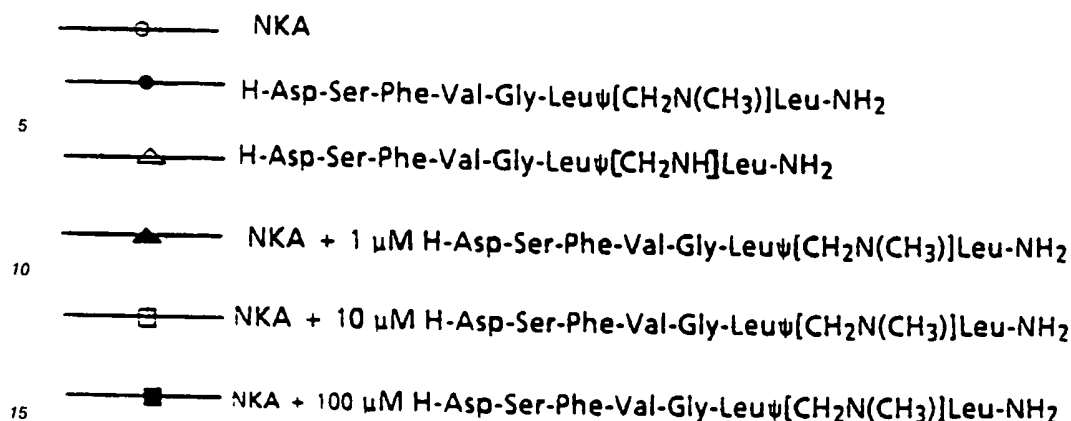 NKA
H-Asp-Ser-Phe-Val-Gly-Leuψ[CH₂N(CH₃)]Leu-NH₂
5
H-Asp-Ser-Phe-Val-Gly-Leuψ[CH₂NH]Leu-NH₂
NKA + 1 μM H-Asp-Ser-Phe-Val-Gly-Leuψ[CH₂N(CH₃)]Leu-NH₂
10
NKA + 10 μM H-Asp-Ser-Phe-Val-Gly-Leuψ[CH₂N(CH₃)]Leu-NH₂
NKA + 100 μM H-Asp-Ser-Phe-Val-Gly-Leuψ[CH₂N(CH₃)]Leu-NH₂
15